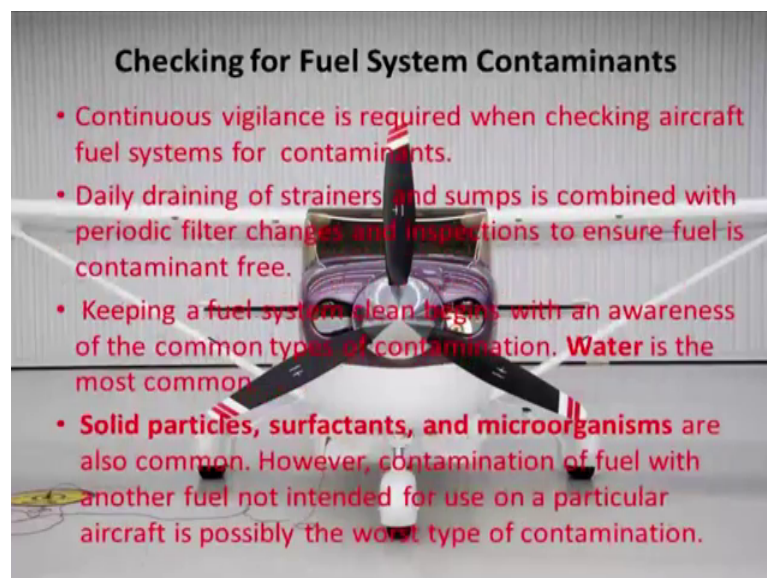 Checking for Fuel System Contaminants
• Continuous vigilance is required when checking aircraft
fuel systems for contaminants.
• Daily draining of strainers and sumps is combined with
periodic filter changes and inspections to ensure fuel is
contaminant free.
• Keeping a fuel system clean begins with an awareness
of the common types of contamination. Water is the
most common.
• Solid particles, surfactants, and microorganisms are
also common. However, contamination of fuel with
another fuel not intended for use on a particular
aircraft is possibly the worst type of contamination.